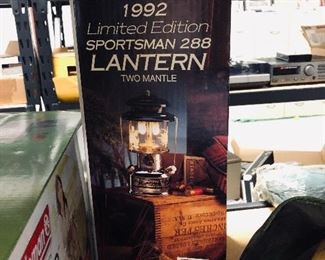 1992
Limited Edition
SPORTSMAN 288
LANTERN
TWO MANTLE